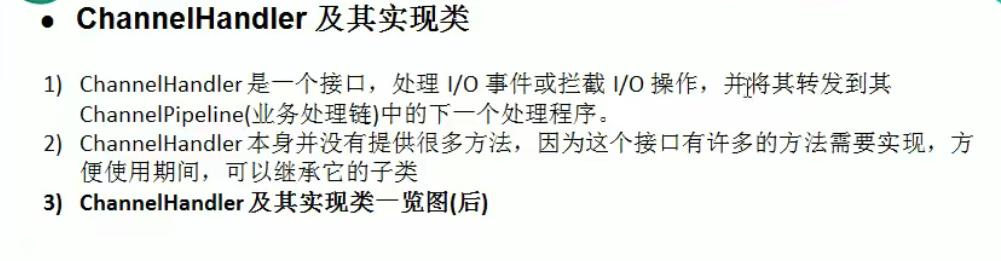 • ChannelHandler 及其实现类
1) ChannelHandler 是一个接口，处理 I/O 事件或拦截 I/O 操作，并将其转发到其
ChannelPipeline(业务处理链)中的下一个处理程序。
2) ChannelHandler 本身并没有提供很多方法，因为这个接口有许多的方法需要实现，方
便使用期间，可以继承它的子类
3) ChannelHandler 及其实现类一览图(后)